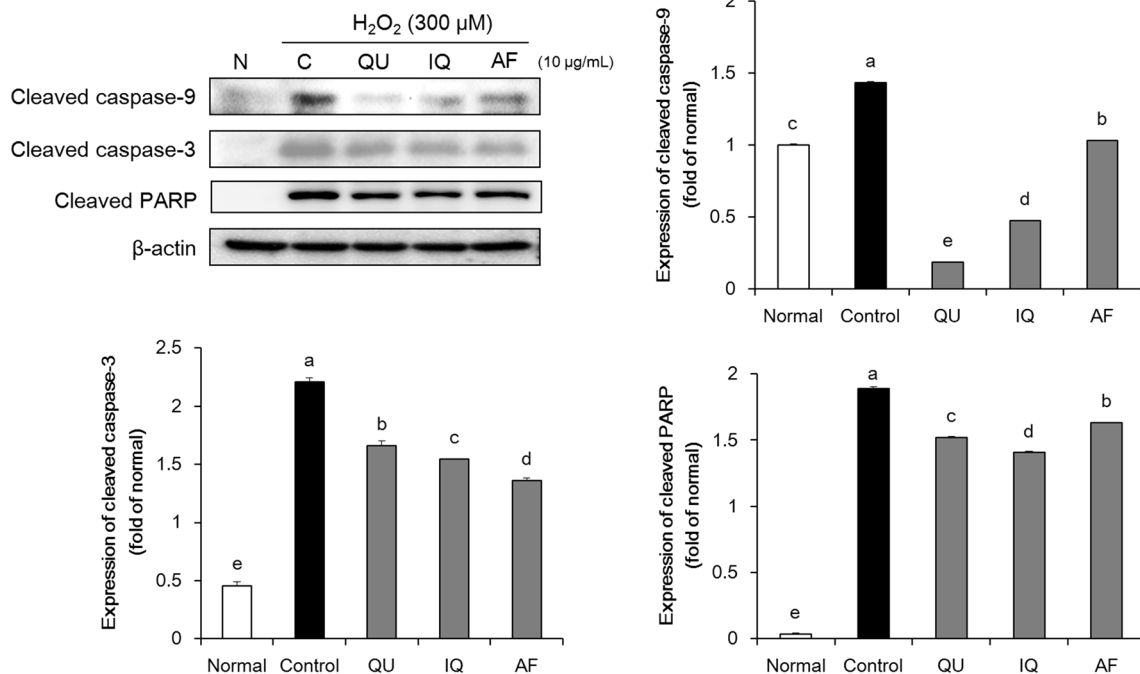 H₂O₂ (300 µM)
N C QU IQ AF (10 µg/mL)
Cleaved caspase-9
Cleaved caspase-3
Cleaved PARP
β-actin
Expression of cleaved caspase-9
(fold of normal)
2
1.5
1
0.5
0
c
a
e
d
b
Normal Control QU IQ AF
Expression of cleaved caspase-3
(fold of normal)
2.5
2
1.5
1
0.5
0
e
a
b
c
d
Normal Control QU IQ AF
Expression of cleaved PARP
(fold of normal)
2
1.5
1
0.5
0
e
a
c
d
b
Normal Control QU IQ AF